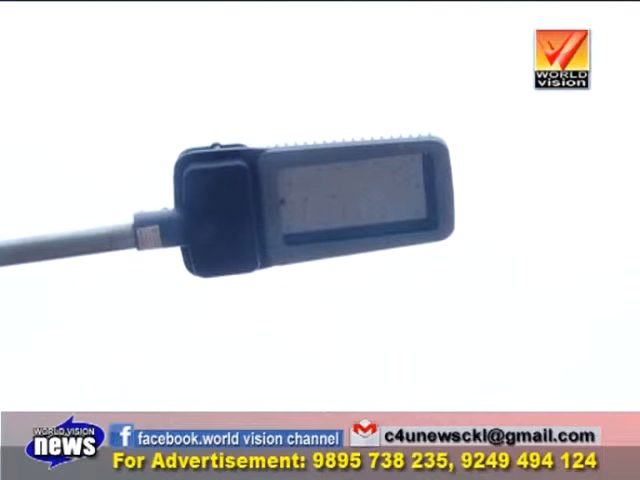 WORLD
vision
WORLD VISION
news
facebook.world vision channel
c4unewsckl@gmail.com
For Advertisement: 9895 738 235, 9249 494 124